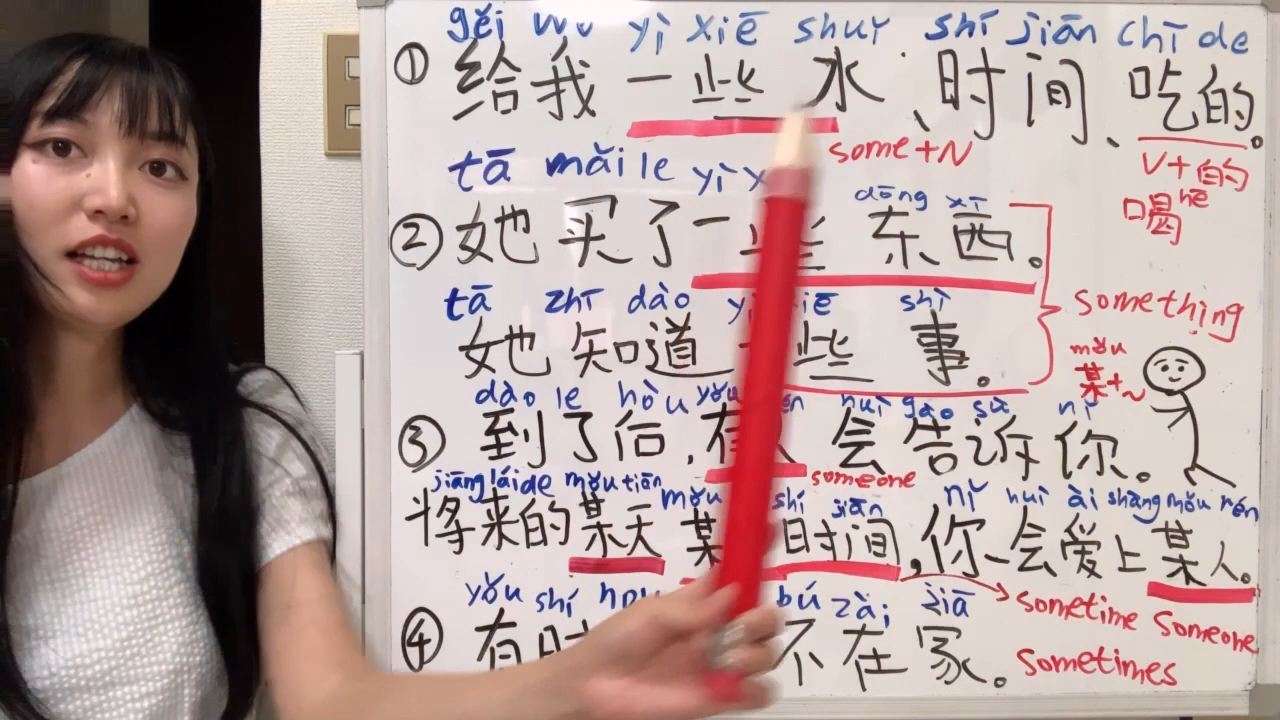 gěi wǒ yì xiē shuǐ shí jiān chī de
① 给我一些水、时间、吃的。
some+N
V+的
喝 hē
tā mǎi le yì x
dōng xi
② 她买了一些东西。
tā zhī dào shì
她知道一些事。
something
mǒu
某+N
dào le hòu yǒu huì gào sù nǐ
③ 到了后，有人会告诉你。
someone
jiāng lái de mǒu tiān mǒu shí jiān nǐ huì ài shàng mǒu rén
将来的某天某时间，你会爱上某人。
sometime someone
yǒu shí bú zài jiā
④ 有时 不在家。
sometimes